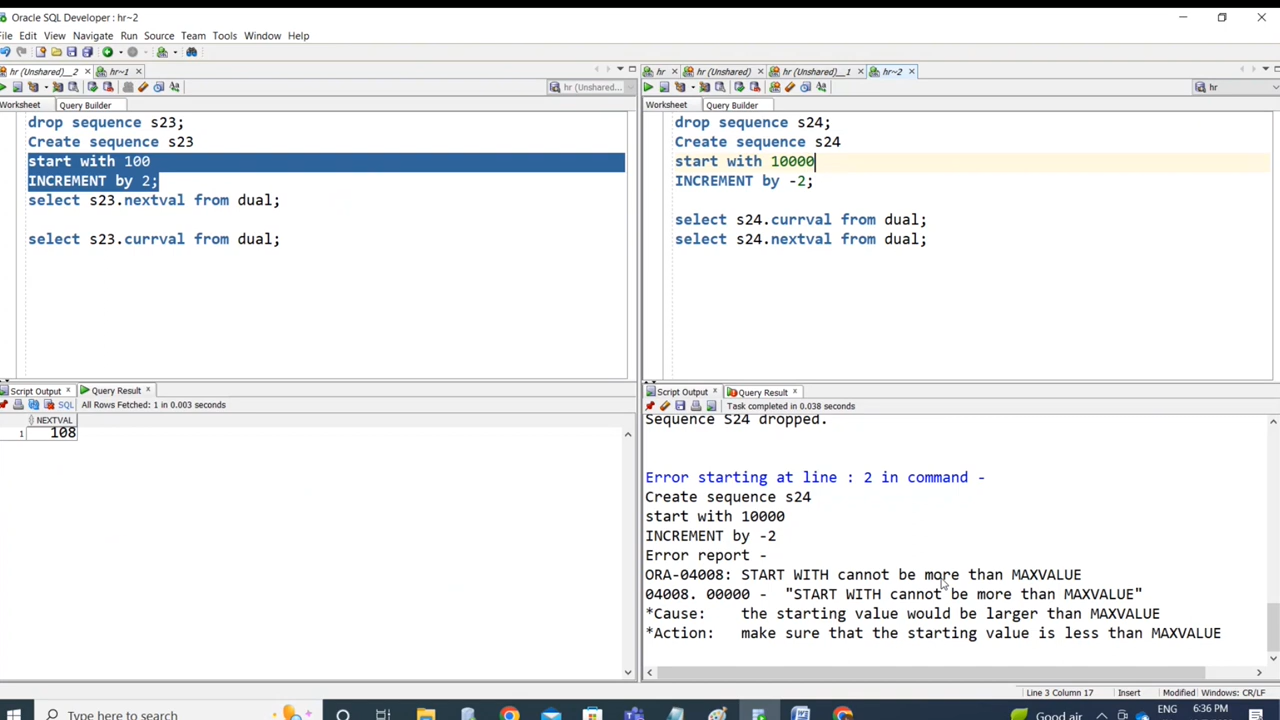 Oracle SQL Developer : hr~2
File Edit View Navigate Run Source Team Tools Window Help
hr (Unshared)__2 hr~1
hr hr (Unshared) hr (Unshared)__1 hr~2
hr (Unshared...
hr
Worksheet Query Builder
Worksheet Query Builder
drop sequence s23;
Create sequence s23
start with 100
INCREMENT by 2;
select s23.nextval from dual;
select s23.currval from dual;
drop sequence s24;
Create sequence s24
start with 10000
INCREMENT by -2;
select s24.currval from dual;
select s24.nextval from dual;
Script Output Query Result
SQL All Rows Fetched: 1 in 0.003 seconds
NEXTVAL
1 108
Script Output Query Result
Task completed in 0.038 seconds
Sequence S24 dropped.
Error starting at line : 2 in command -
Create sequence s24
start with 10000
INCREMENT by -2
Error report -
ORA-04008: START WITH cannot be more than MAXVALUE
04008. 00000 - "START WITH cannot be more than MAXVALUE"
*Cause: the starting value would be larger than MAXVALUE
*Action: make sure that the starting value is less than MAXVALUE
Line 3 Column 17 Insert Modified Windows: CR/LF
Type here to search
Good air
ENG
6:36 PM